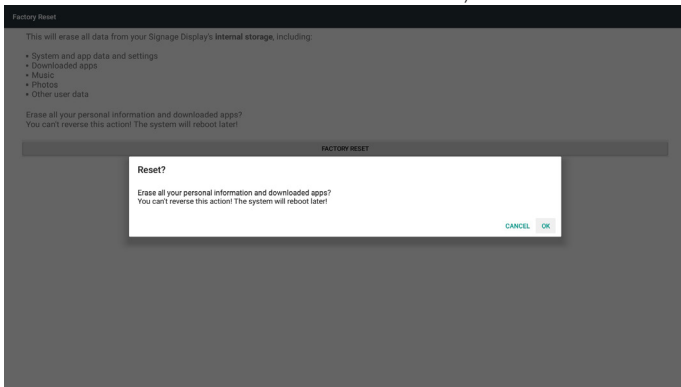 Factory Reset
This will erase all data from your Signage Display's internal storage, including:
• System and app data and settings
• Downloaded apps
• Music
• Photos
• Other user data
Erase all your personal information and downloaded apps?
You can't reverse this action! The system will reboot later!
FACTORY RESET
Reset?
Erase all your personal information and downloaded apps?
You can't reverse this action! The system will reboot later!
CANCEL OK